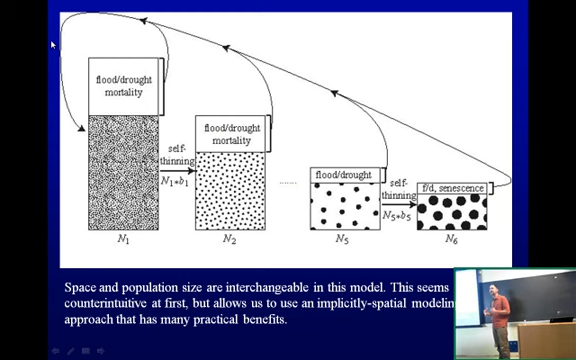 flood/drought
mortality
flood/drought
mortality
self-
thinning
N1*b1
flood/drought
self-
thinning
N5*b5
f/d, senescence
........
N1
N2
N5
N6
Space and population size are interchangeable in this model. This seems
counterintuitive at first, but allows us to use an implicitly-spatial modelin
approach that has many practical benefits.